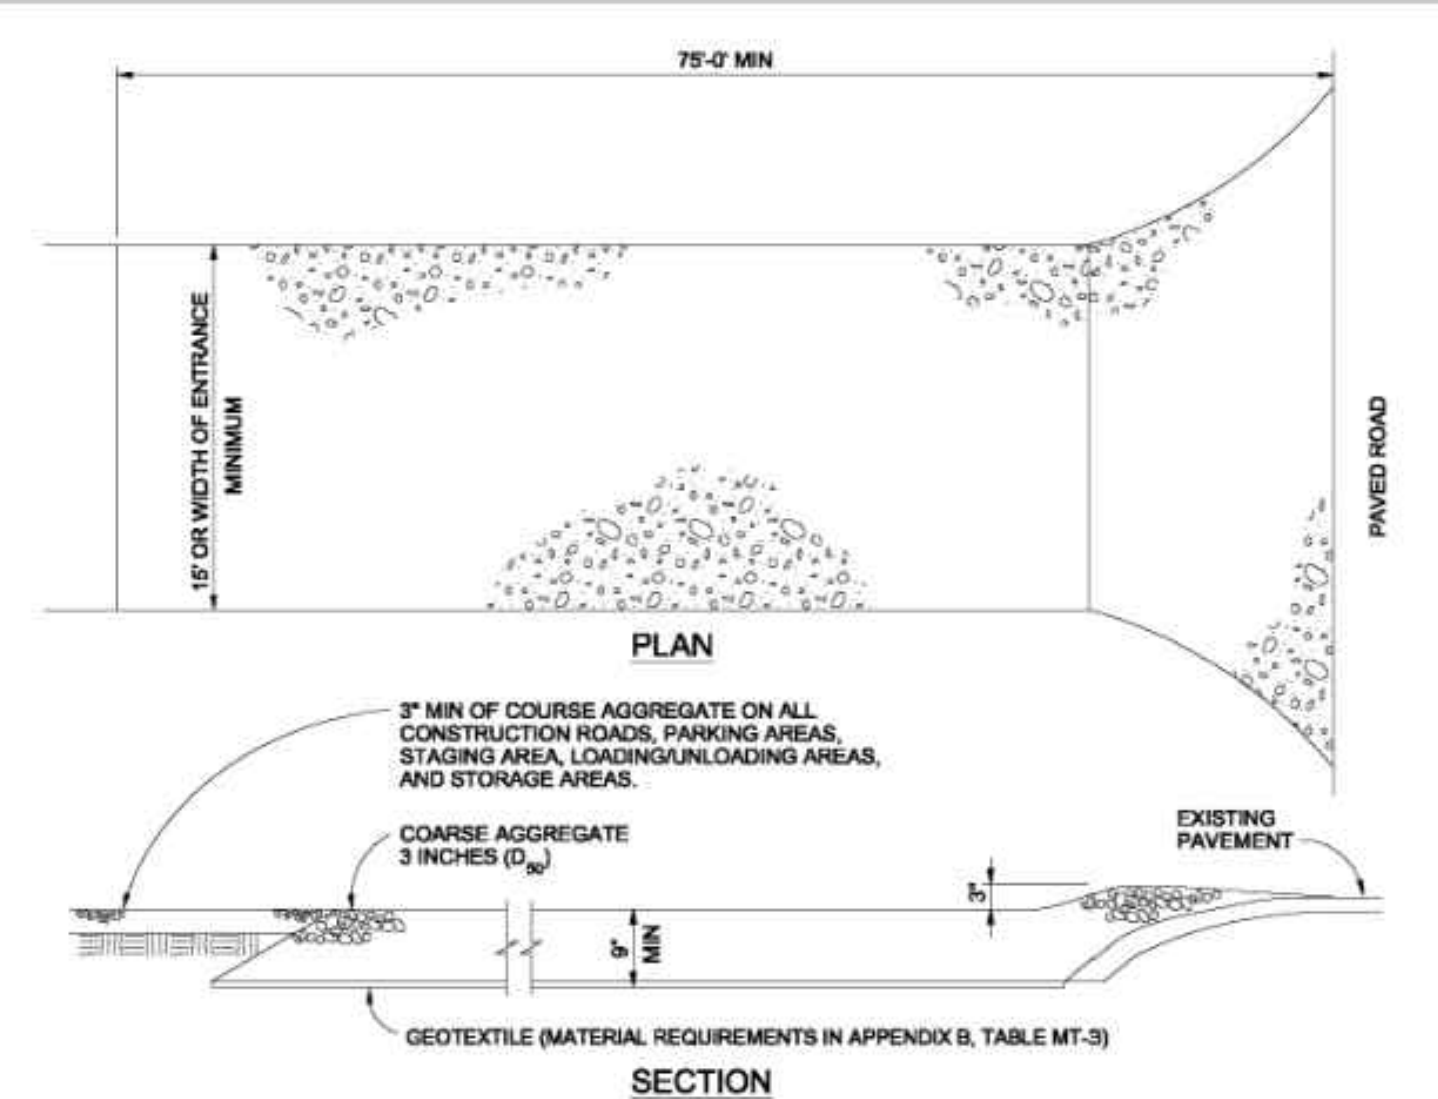 75'-0' MIN
15' OR WIDTH OF ENTRANCE
MINIMUM
PAVED ROAD
PLAN
3" MIN OF COURSE AGGREGATE ON ALL
CONSTRUCTION ROADS, PARKING AREAS,
STAGING AREA, LOADING/UNLOADING AREAS,
AND STORAGE AREAS.
COARSE AGGREGATE
3 INCHES (D50)
EXISTING
PAVEMENT
3"
9"
MIN
GEOTEXTILE (MATERIAL REQUIREMENTS IN APPENDIX B, TABLE MT-3)
SECTION